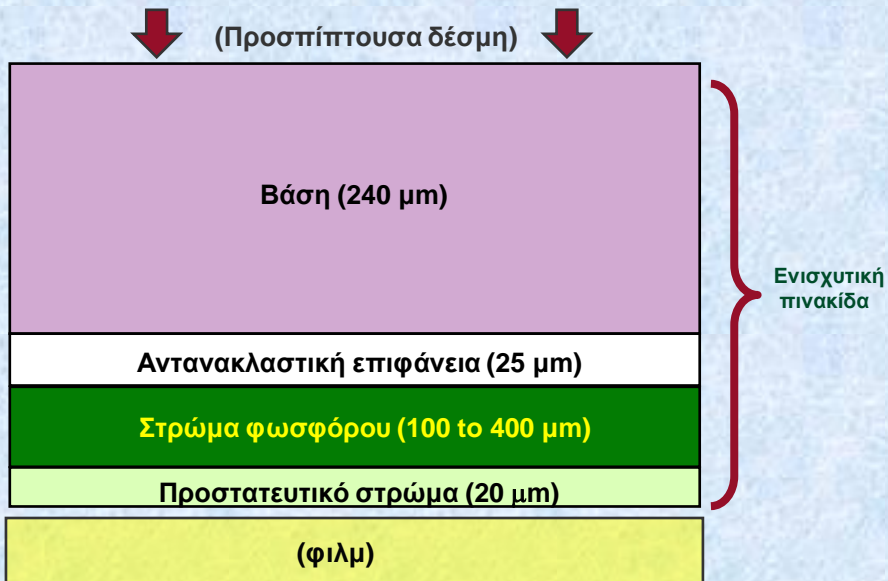 (Προσπίπτουσα δέσμη)
Βάση (240 μm)
Ενισχυτική
πινακίδα
Αντανακλαστική επιφάνεια (25 μm)
Στρώμα φωσφόρου (100 to 400 μm)
Προστατευτικό στρώμα (20 μm)
(φιλμ)